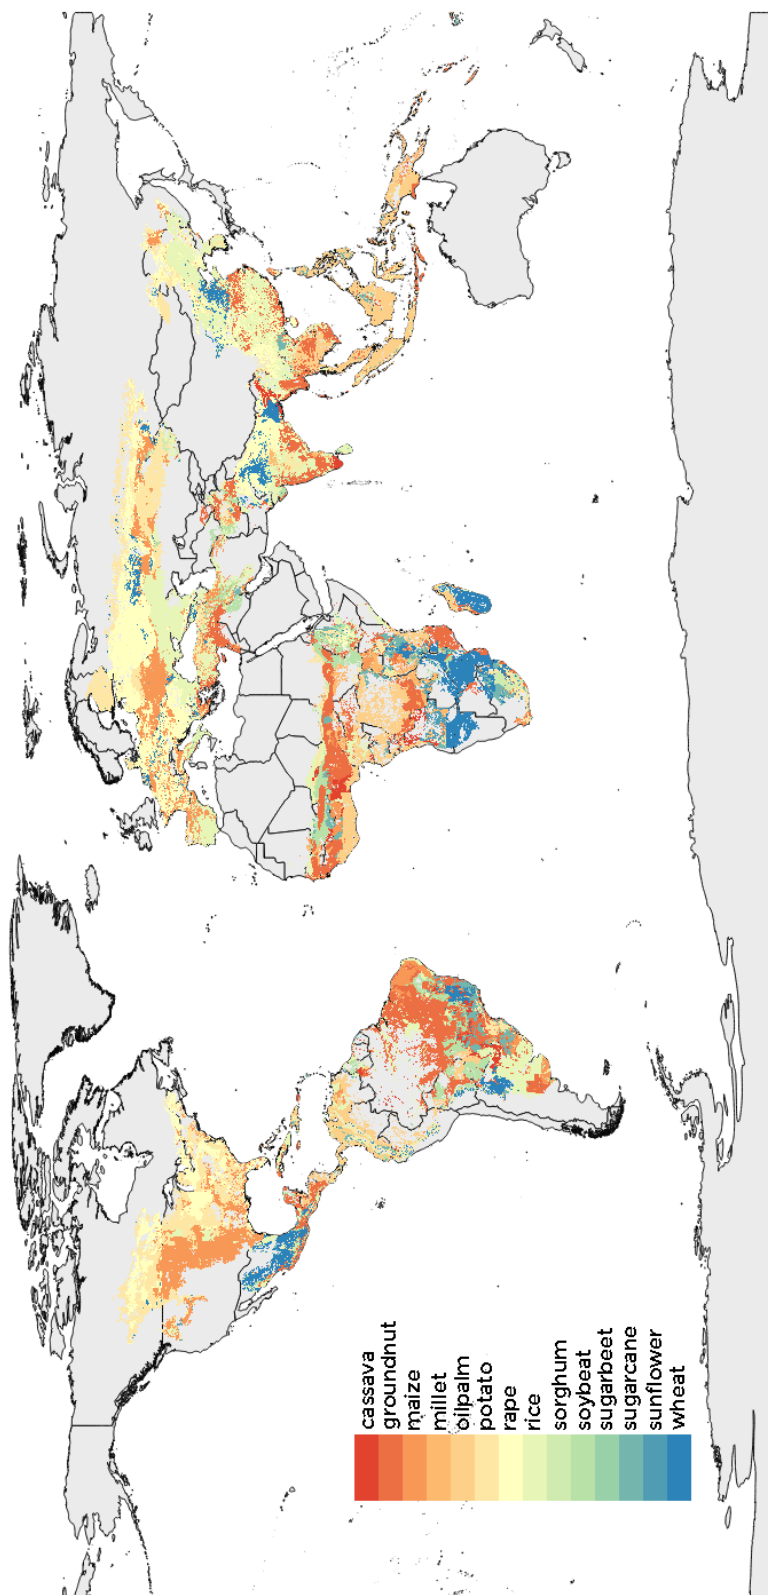 cassava
groundnut
maize
millet
oilpalm
potato
rape
rice
sorghum
soybeat
sugarbeet
sugarcane
sunflower
wheat